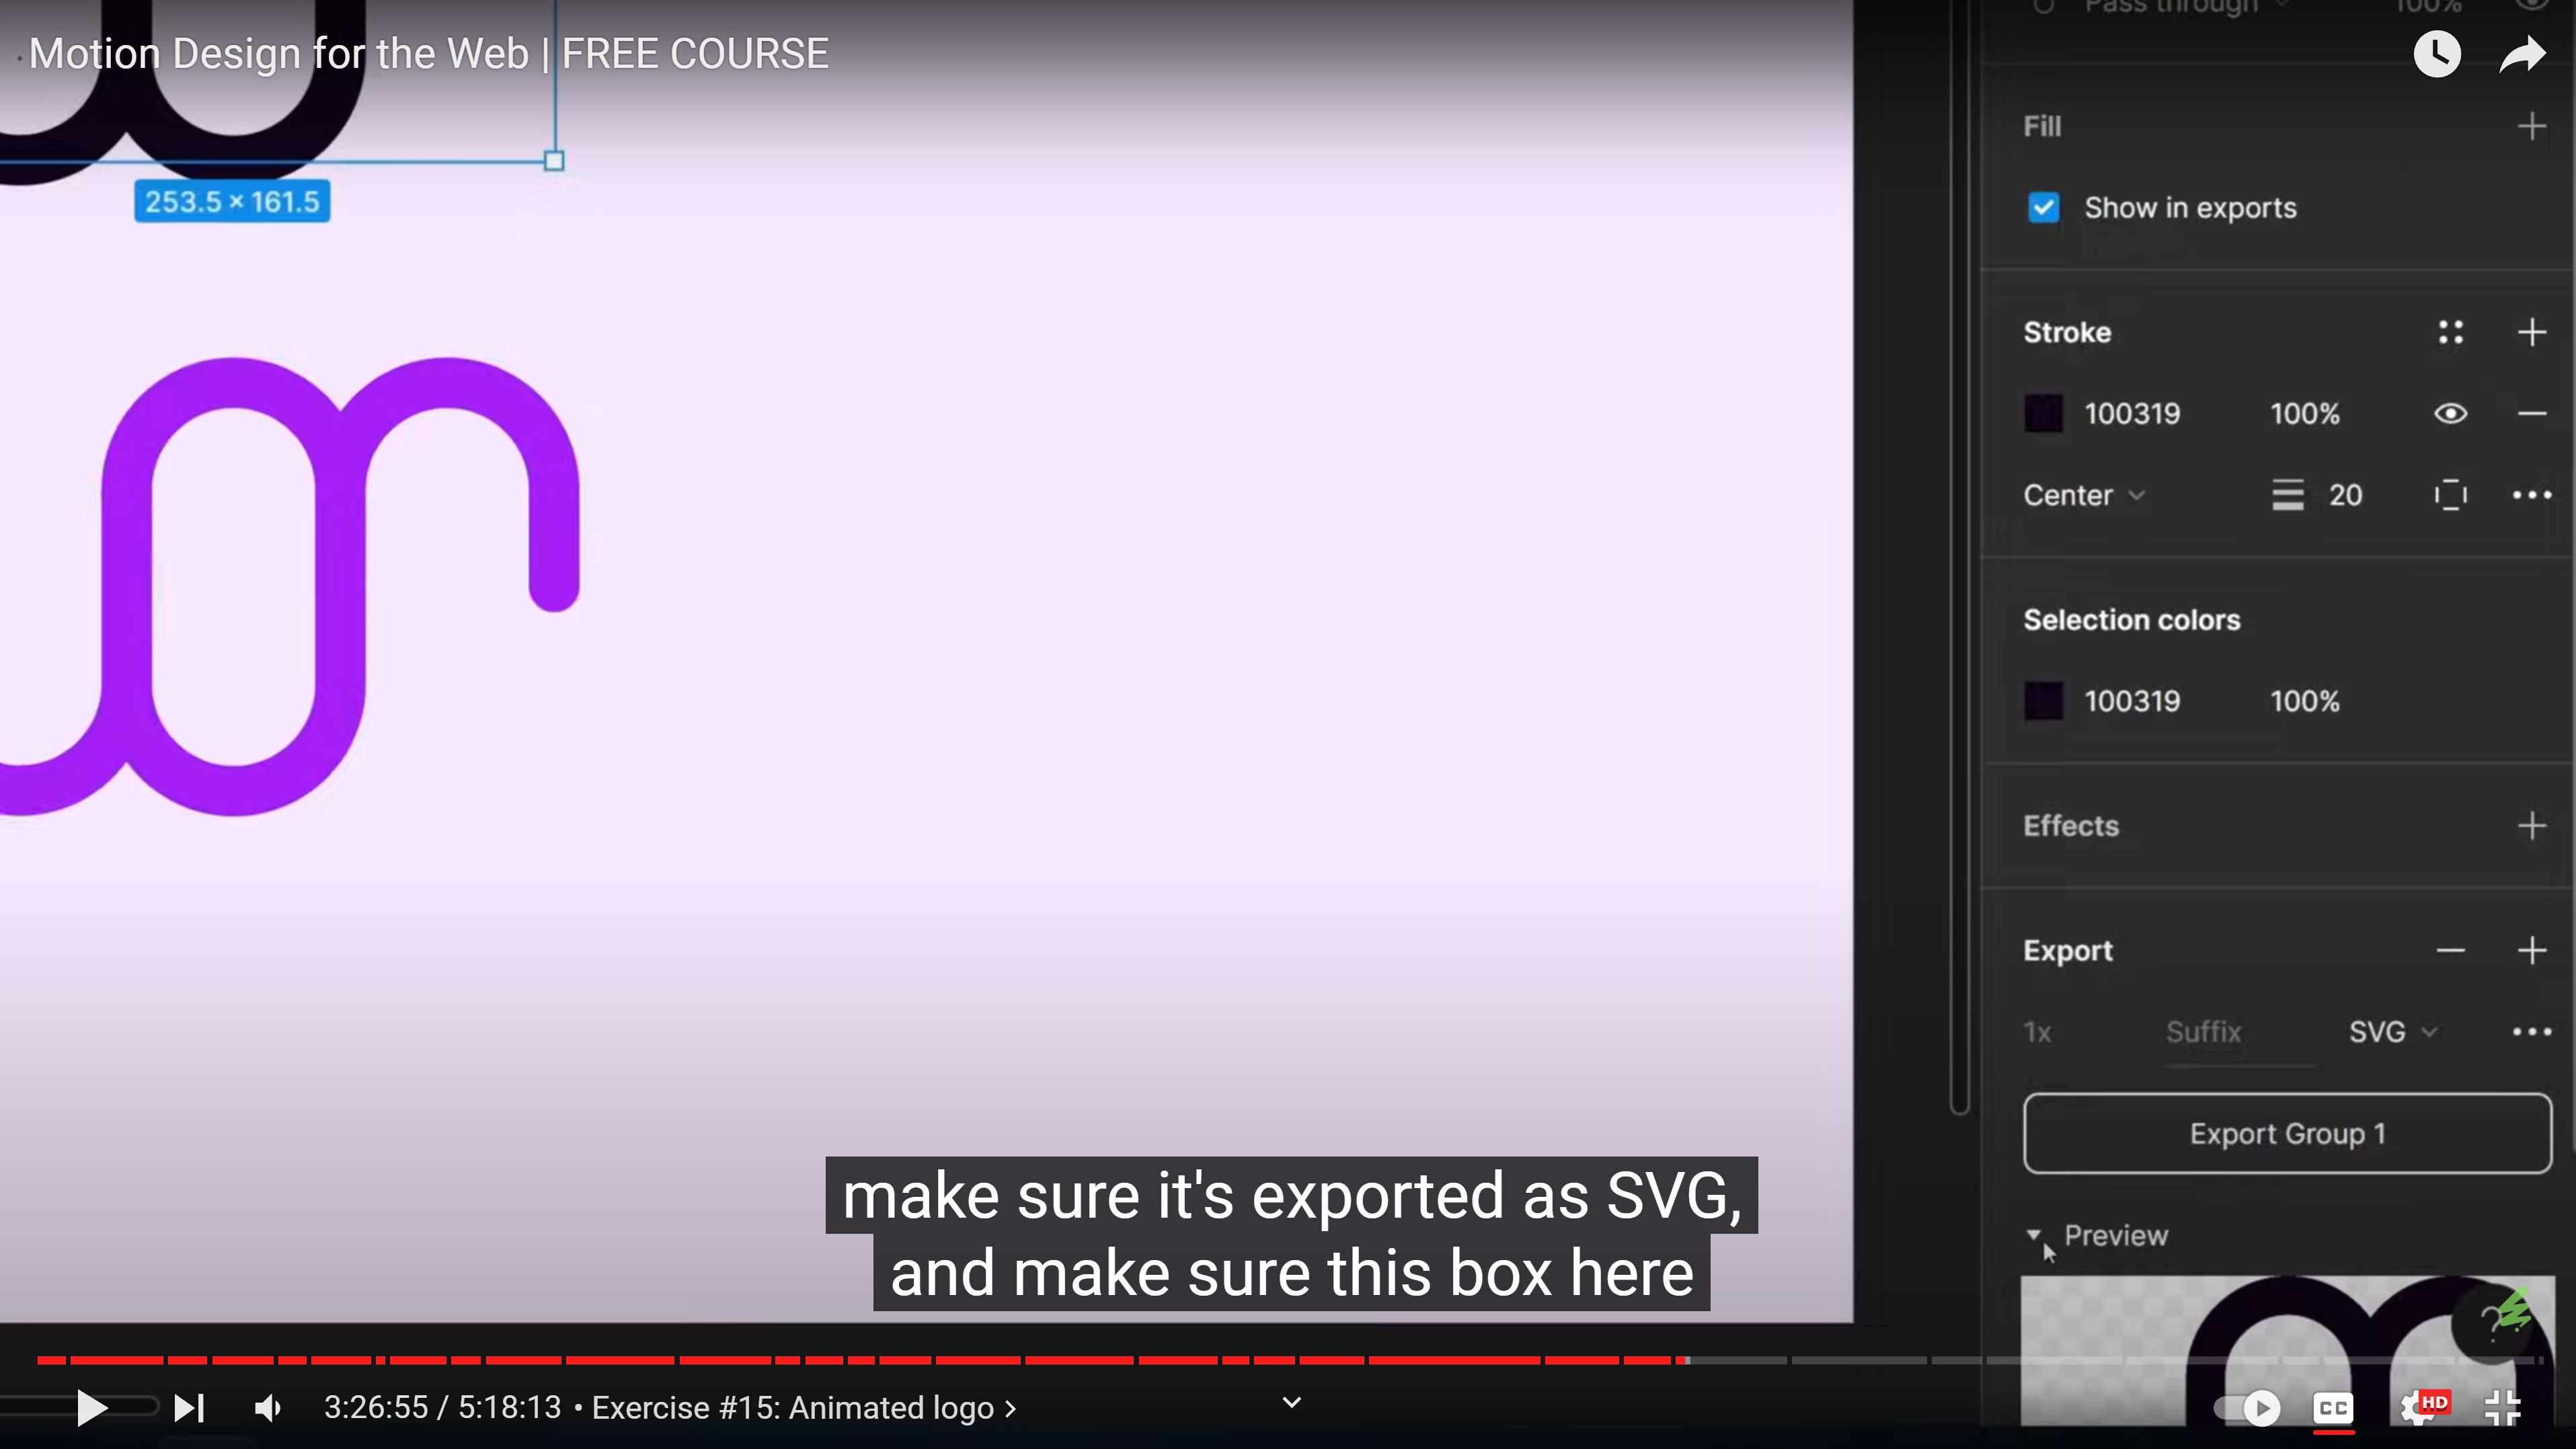 Motion Design for the Web | FREE COURSE
Pass through 100%
Fill
253.5 × 161.5
Show in exports
Stroke
100319 100%
Center 20
Selection colors
100319 100%
Effects
Export
1x Suffix SVG
Export Group 1
make sure it's exported as SVG,
and make sure this box here
Preview
?
3:26:55 / 5:18:13 • Exercise #15: Animated logo
CC
HD